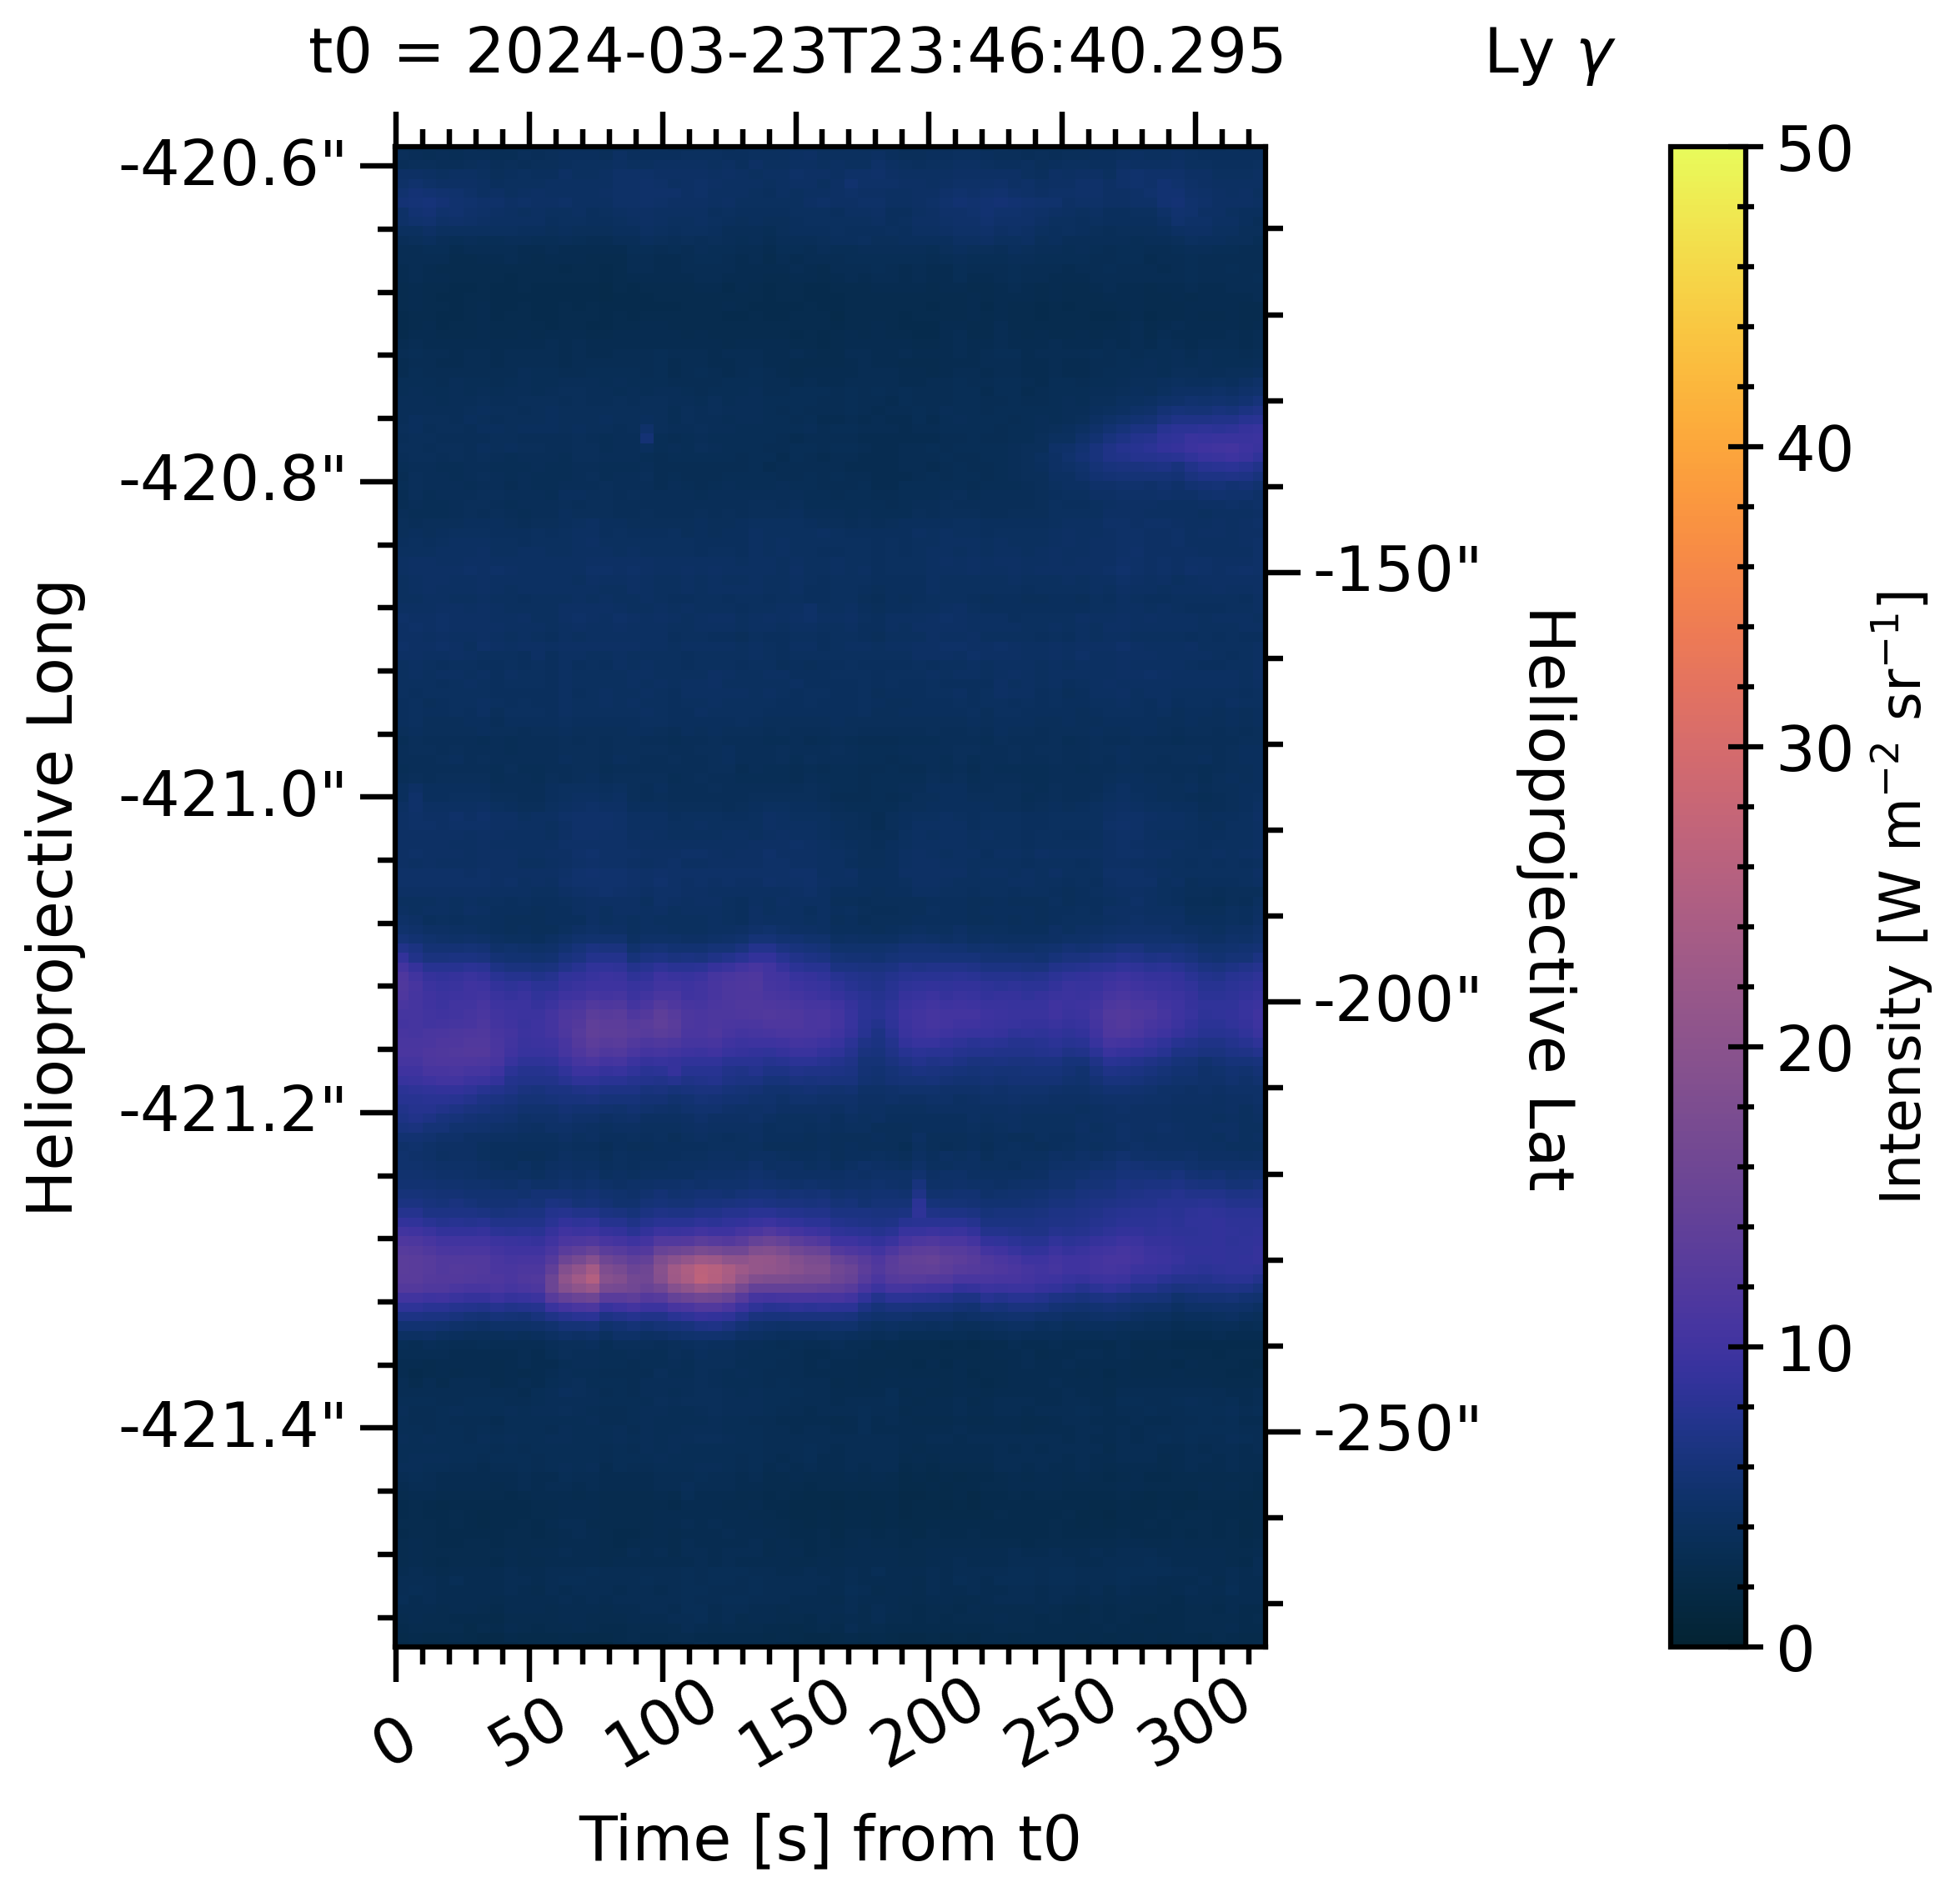 t0 = 2024-03-23T23:46:40.295
Ly γ
-420.6"
-420.8"
-421.0"
-421.2"
-421.4"
Helioprojective Long
-150"
-200"
-250"
Helioprojective Lat
50
40
30
20
10
0
Intensity [W m⁻² sr⁻¹]
0 50 100 150 200 250 300
Time [s] from t0